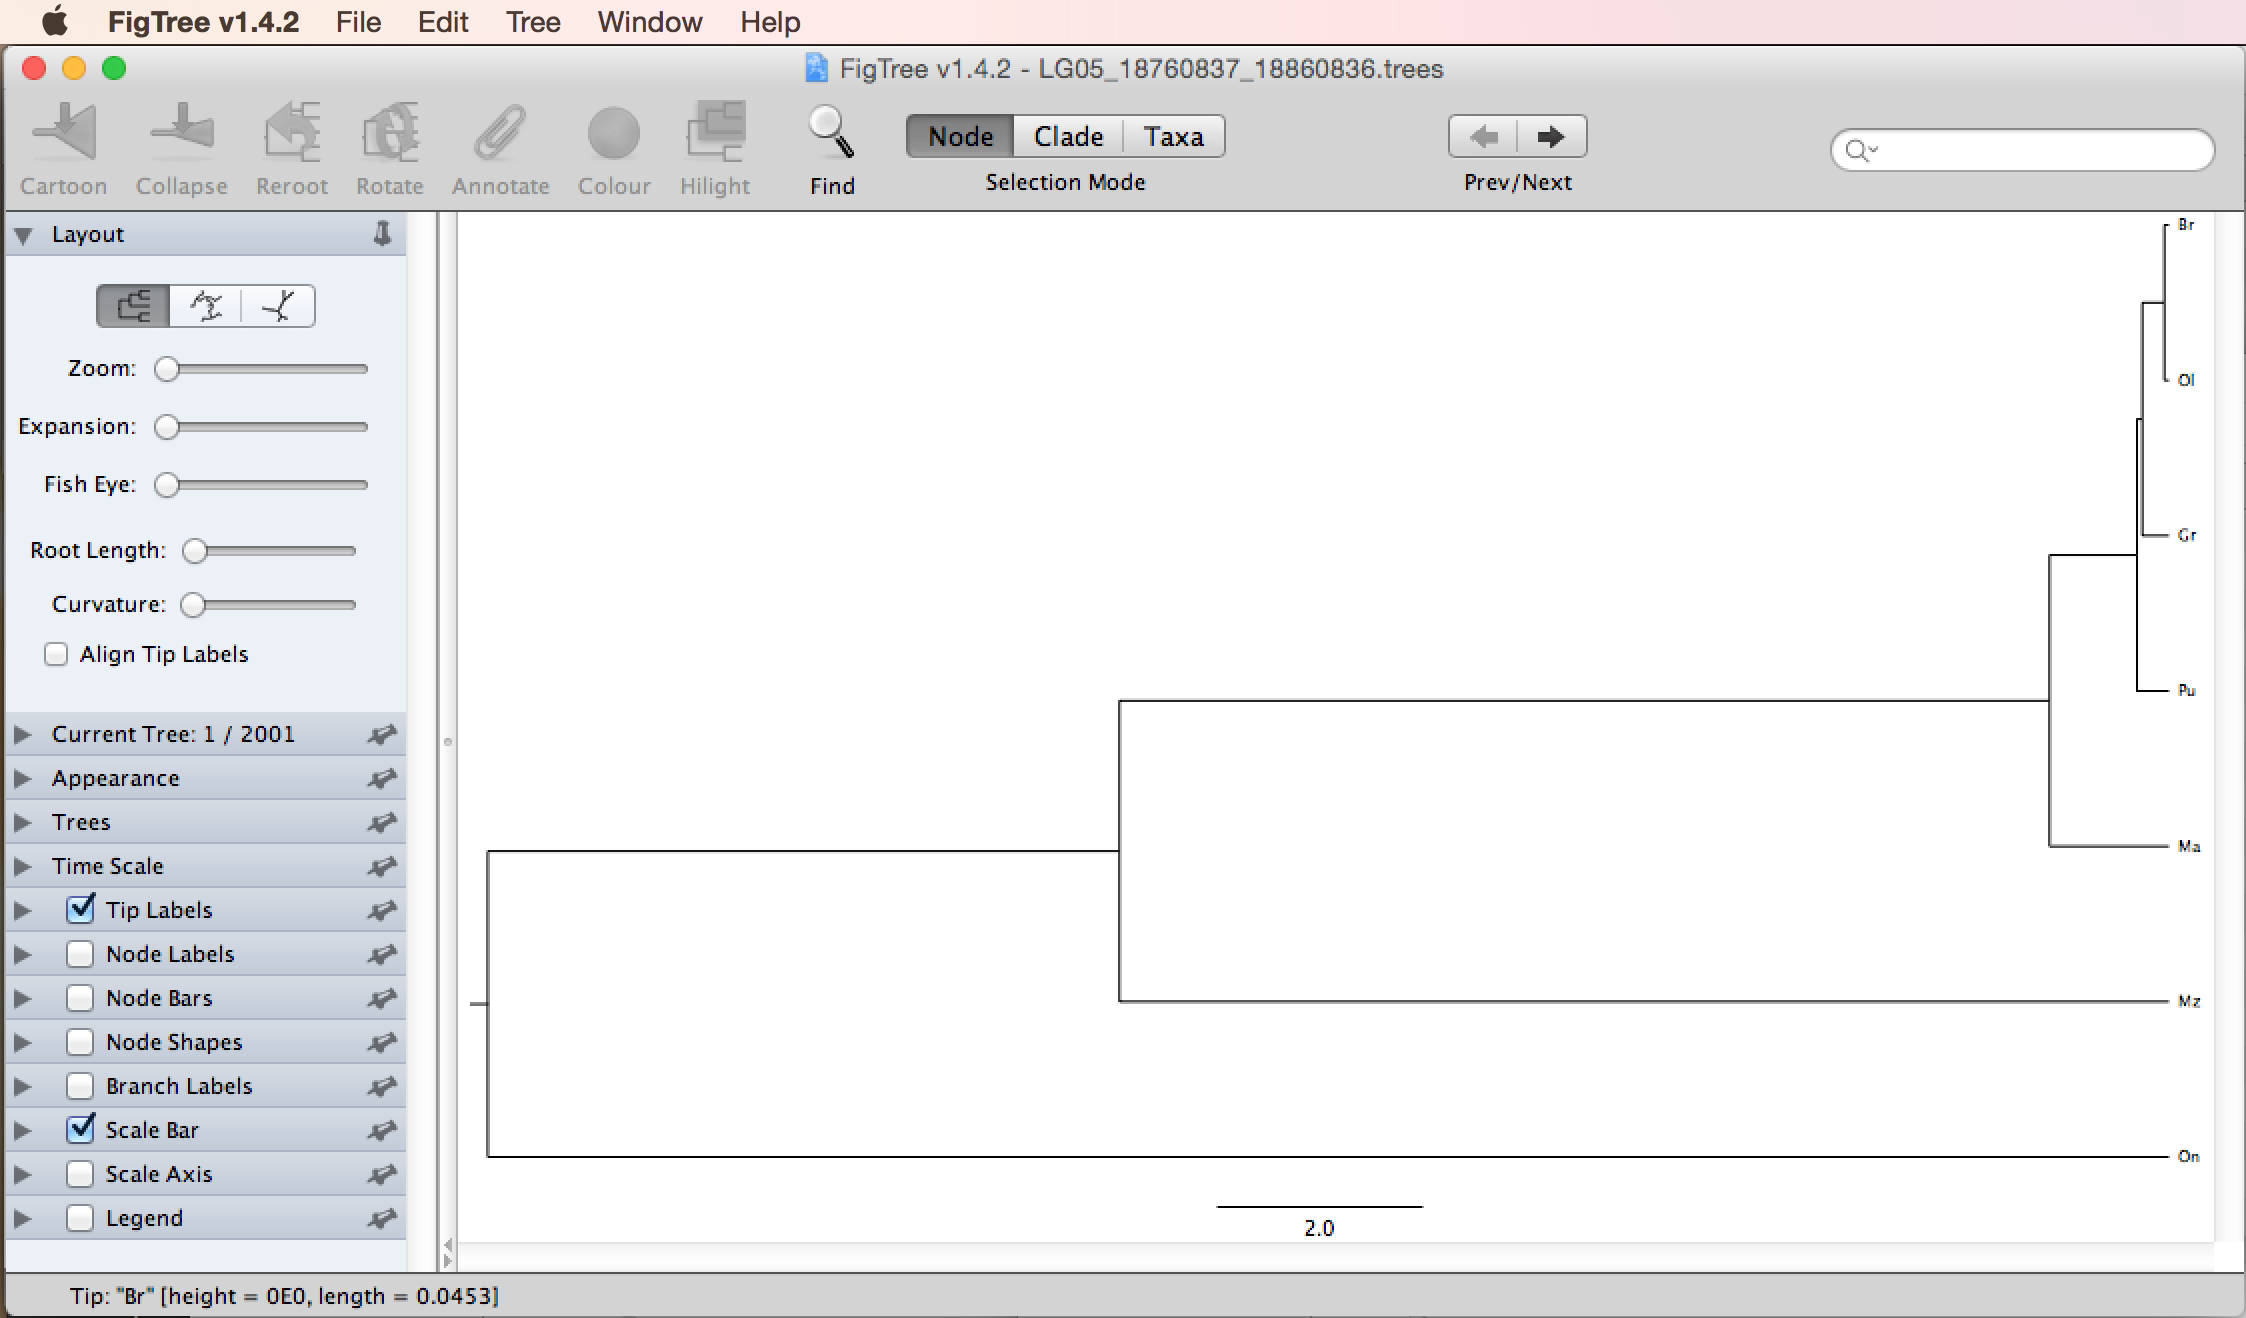 FigTree v1.4.2 File Edit Tree Window Help
FigTree v1.4.2 - LG05_18760837_18860836.trees
Cartoon Collapse Reroot Rotate Annotate Colour Hilight Find
Node Clade Taxa
Selection Mode
Prev/Next
Layout
Zoom:
Expansion:
Fish Eye:
Root Length:
Curvature:
Align Tip Labels
Current Tree: 1 / 2001
Appearance
Trees
Time Scale
Tip Labels
Node Labels
Node Bars
Node Shapes
Branch Labels
Scale Bar
Scale Axis
Legend
Br
Ol
Gr
Pu
Ma
Mz
On
2.0
Tip: "Br" [height = 0E0, length = 0.0453]